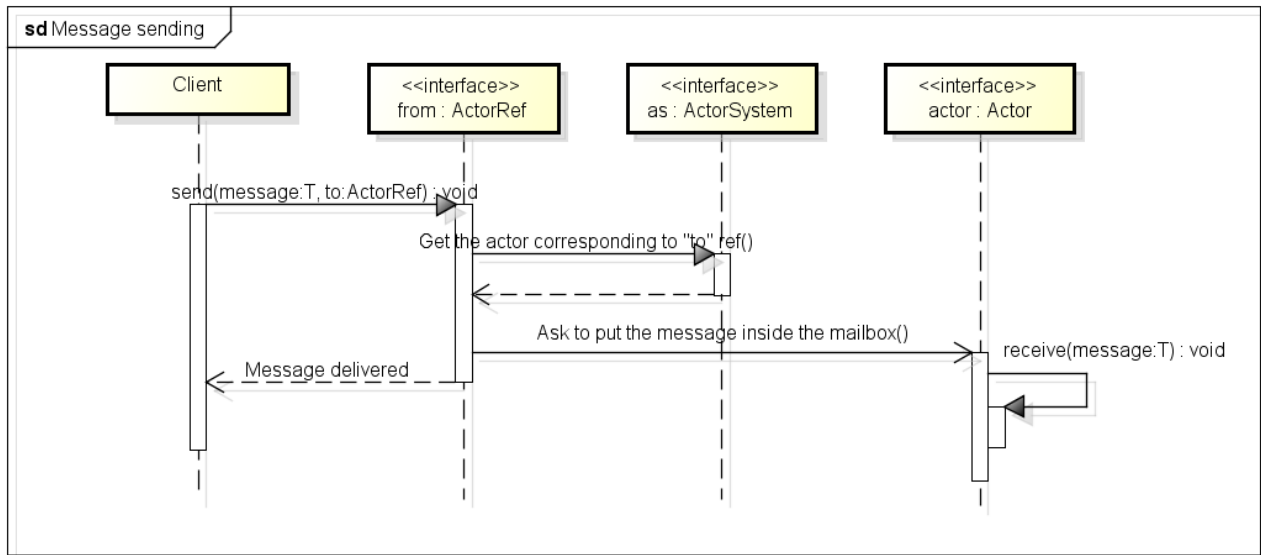 sd Message sending
Client
<<interface>>
from : ActorRef
<<interface>>
as : ActorSystem
<<interface>>
actor : Actor
send(message:T, to:ActorRef) : void
Get the actor corresponding to "to" ref()
Ask to put the message inside the mailbox()
receive(message:T) : void
Message delivered